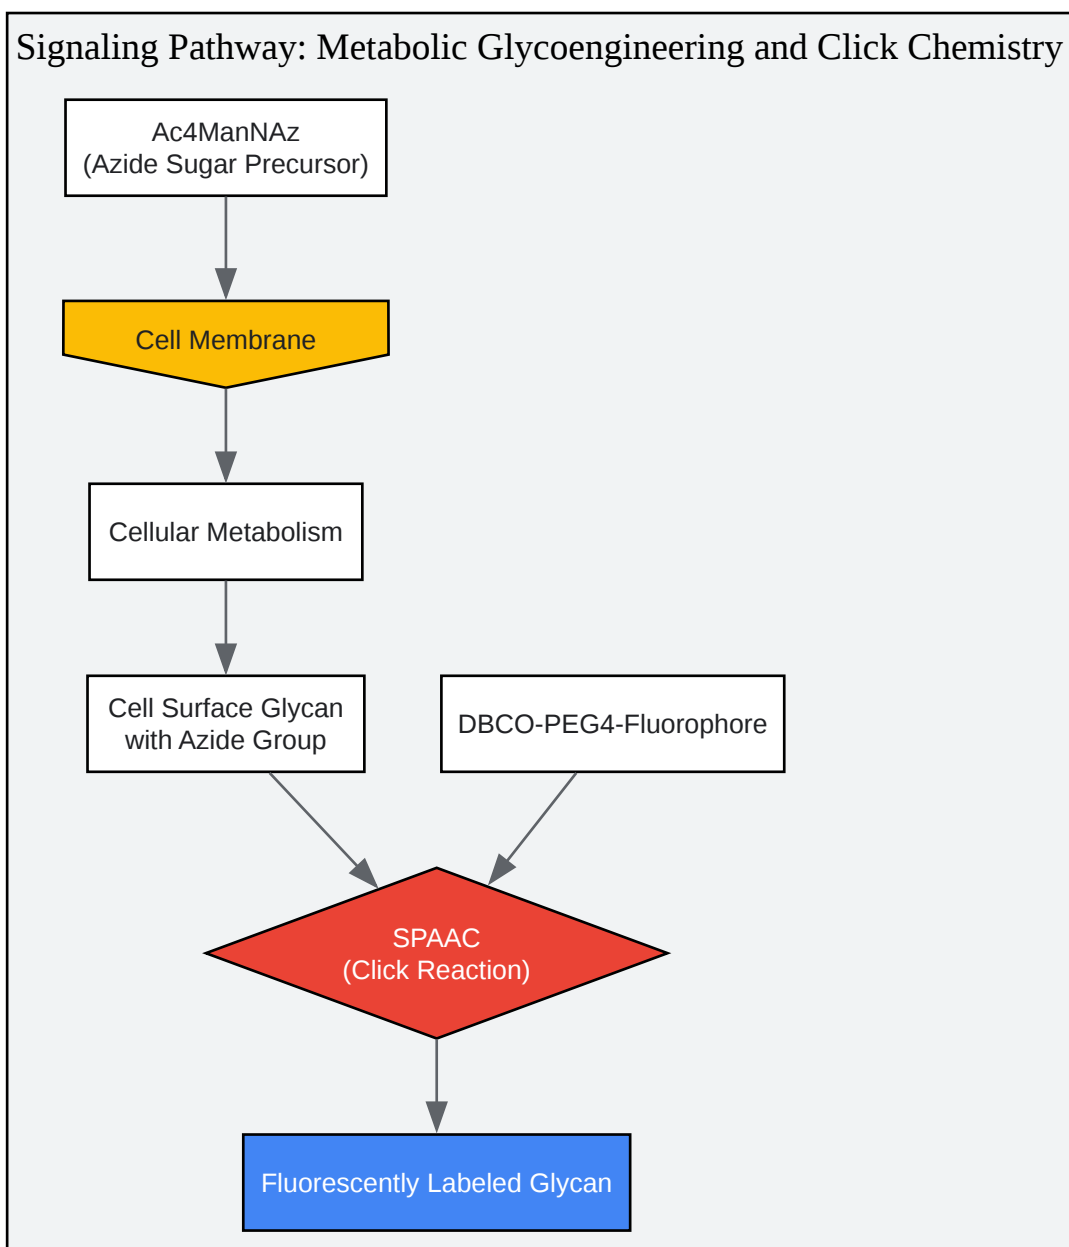 Signaling Pathway: Metabolic Glycoengineering and Click Chemistry
Ac4ManNAz
(Azide Sugar Precursor)
Cell Membrane
Cellular Metabolism
Cell Surface Glycan
with Azide Group
DBCO-PEG4-Fluorophore
SPAAC
(Click Reaction)
Fluorescently Labeled Glycan